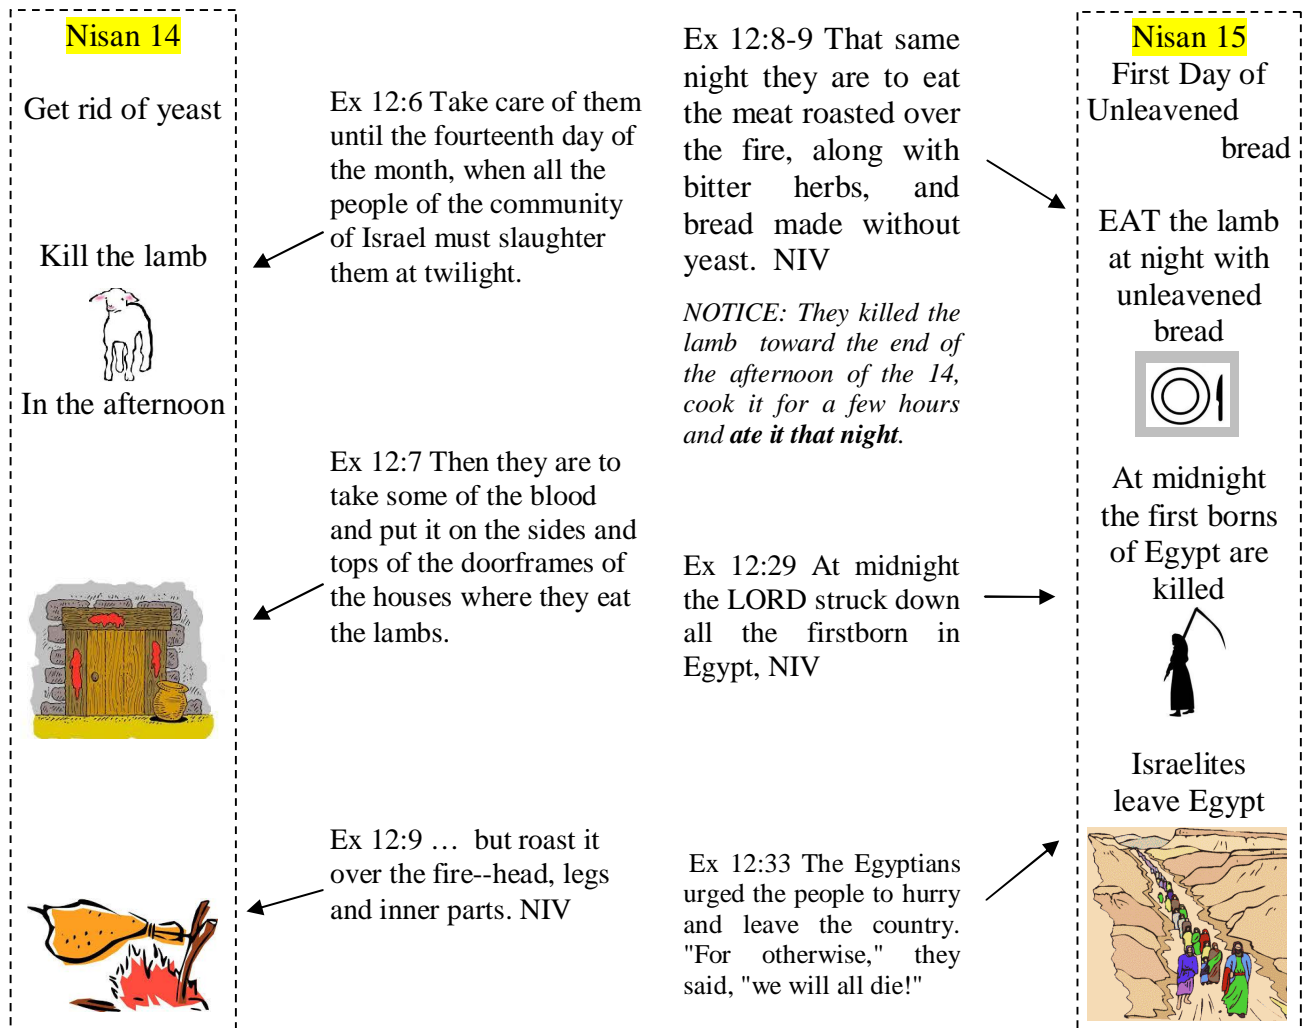 Nisan 14
Get rid of yeast
Kill the lamb
In the afternoon
Ex 12:6 Take care of them
until the fourteenth day of
the month, when all the
people of the community
of Israel must slaughter
them at twilight.
Ex 12:7 Then they are to
take some of the blood
and put it on the sides and
tops of the doorframes of
the houses where they eat
the lambs.
Ex 12:9 … but roast it
over the fire--head, legs
and inner parts. NIV
Ex 12:8-9 That same
night they are to eat
the meat roasted over
the fire, along with
bitter herbs, and
bread made without
yeast. NIV
NOTICE: They killed the
lamb toward the end of
the afternoon of the 14,
cook it for a few hours
and ate it that night.
Ex 12:29 At midnight
the LORD struck down
all the firstborn in
Egypt, NIV
Ex 12:33 The Egyptians
urged the people to hurry
and leave the country.
"For otherwise," they
said, "we will all die!"
Nisan 15
First Day of
Unleavened
bread
EAT the lamb
at night with
unleavened
bread
At midnight
the first borns
of Egypt are
killed
Israelites
leave Egypt